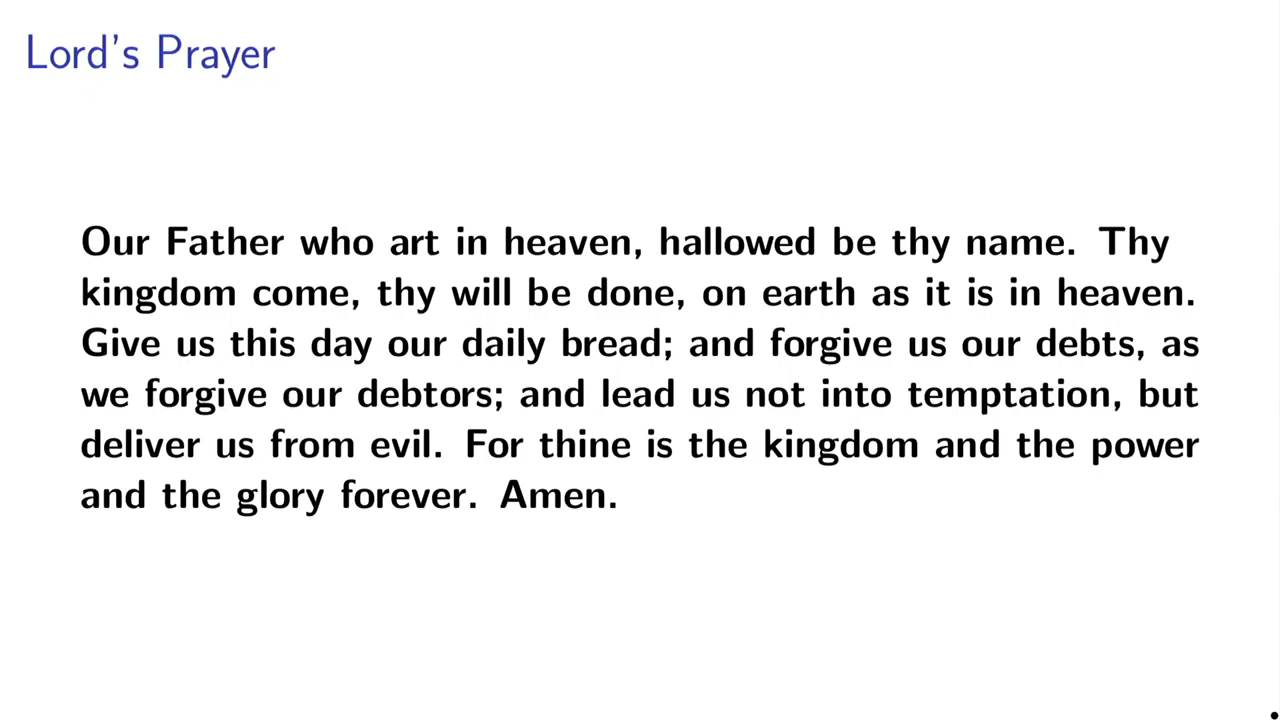 Lord's Prayer
Our Father who art in heaven, hallowed be thy name. Thy
kingdom come, thy will be done, on earth as it is in heaven.
Give us this day our daily bread; and forgive us our debts, as
we forgive our debtors; and lead us not into temptation, but
deliver us from evil. For thine is the kingdom and the power
and the glory forever. Amen.